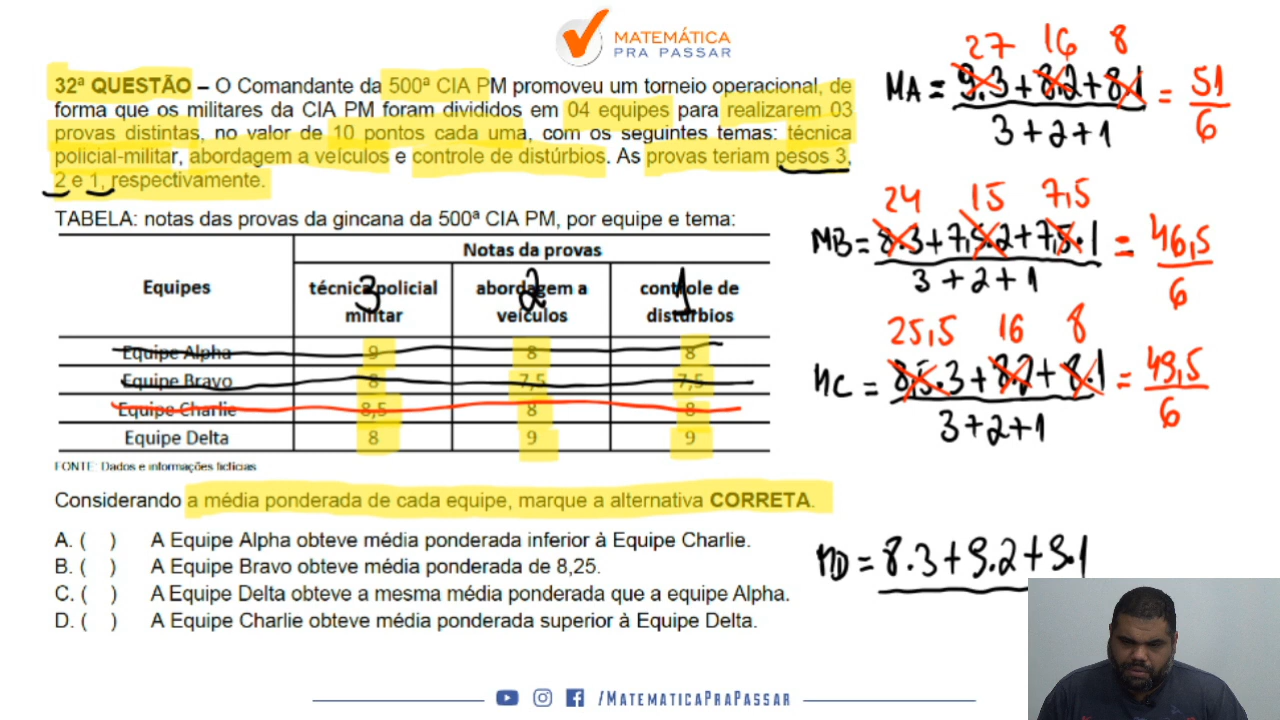 MATEMÁTICA
PRA PASSAR
32ª QUESTÃO – O Comandante da 500ª CIA PM promoveu um torneio operacional, de
forma que os militares da CIA PM foram divididos em 04 equipes para realizarem 03
provas distintas, no valor de 10 pontos cada uma, com os seguintes temas: técnica
policial-militar, abordagem a veículos e controle de distúrbios. As provas teriam pesos 3,
2 e 1, respectivamente.
TABELA: notas das provas da gincana da 500ª CIA PM, por equipe e tema:
Notas da provas
Equipes técnica policial abordagem a controle de
militar veículos distúrbios
3 2 1
Equipe Alpha 9 8 8
Equipe Bravo 8 7,5 7,5
Equipe Charlie 8,5 8 8
Equipe Delta 8 9 9
FONTE: Dados e informações fictícias
Considerando a média ponderada de cada equipe, marque a alternativa CORRETA.
A. ( ) A Equipe Alpha obteve média ponderada inferior à Equipe Charlie.
B. ( ) A Equipe Bravo obteve média ponderada de 8,25.
C. ( ) A Equipe Delta obteve a mesma média ponderada que a equipe Alpha.
D. ( ) A Equipe Charlie obteve média ponderada superior à Equipe Delta.
27 16 8
MA = 9.3 + 8.2 + 8.1 = 51
3 + 2 + 1 6
24 15 7,5
MB = 8.3 + 7,5.2 + 7,5.1 = 46,5
3 + 2 + 1 6
25,5 16 8
MC = 8,5.3 + 8.2 + 8.1 = 49,5
3 + 2 + 1 6
MD = 8.3 + 9.2 + 9.1
/MATEMATICAPRAPASSAR